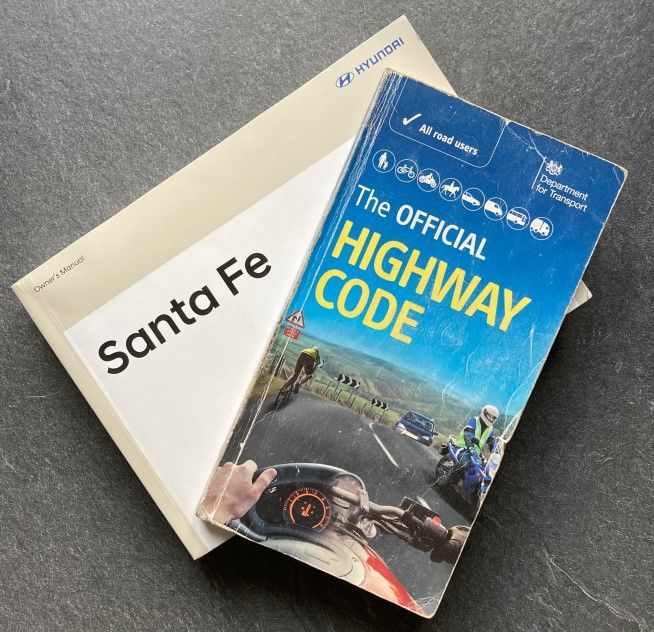 HYUNDAI
Owner's Manual
Santa Fe
All road users
Department
for Transport
The OFFICIAL
HIGHWAY
CODE